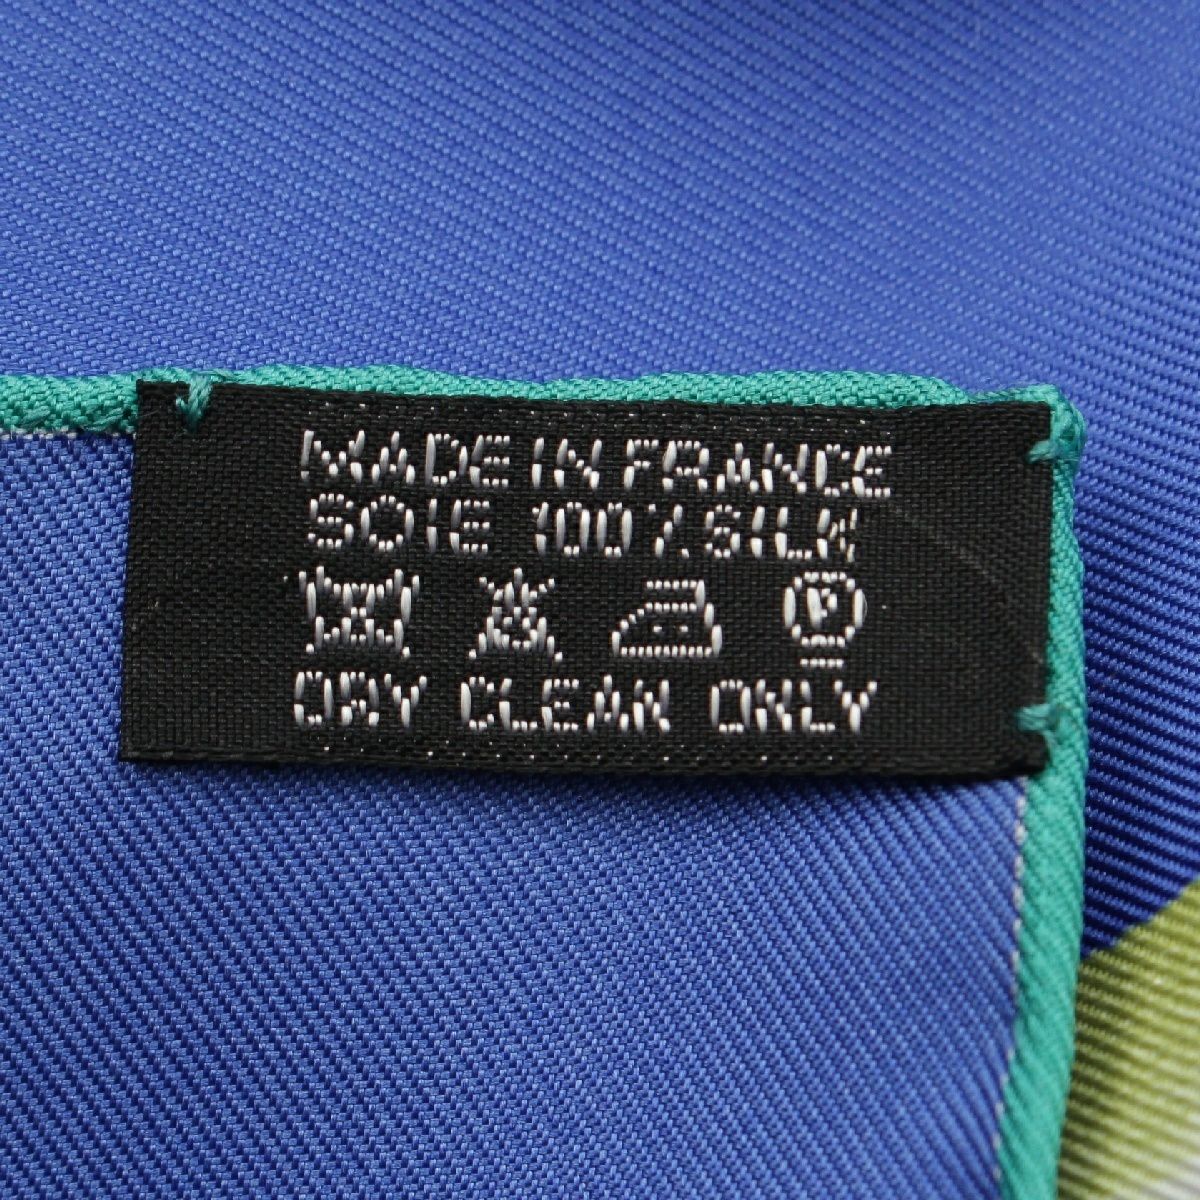 MADE IN FRANCE
SOIE 100% SILK
P
DRY CLEAN ONLY